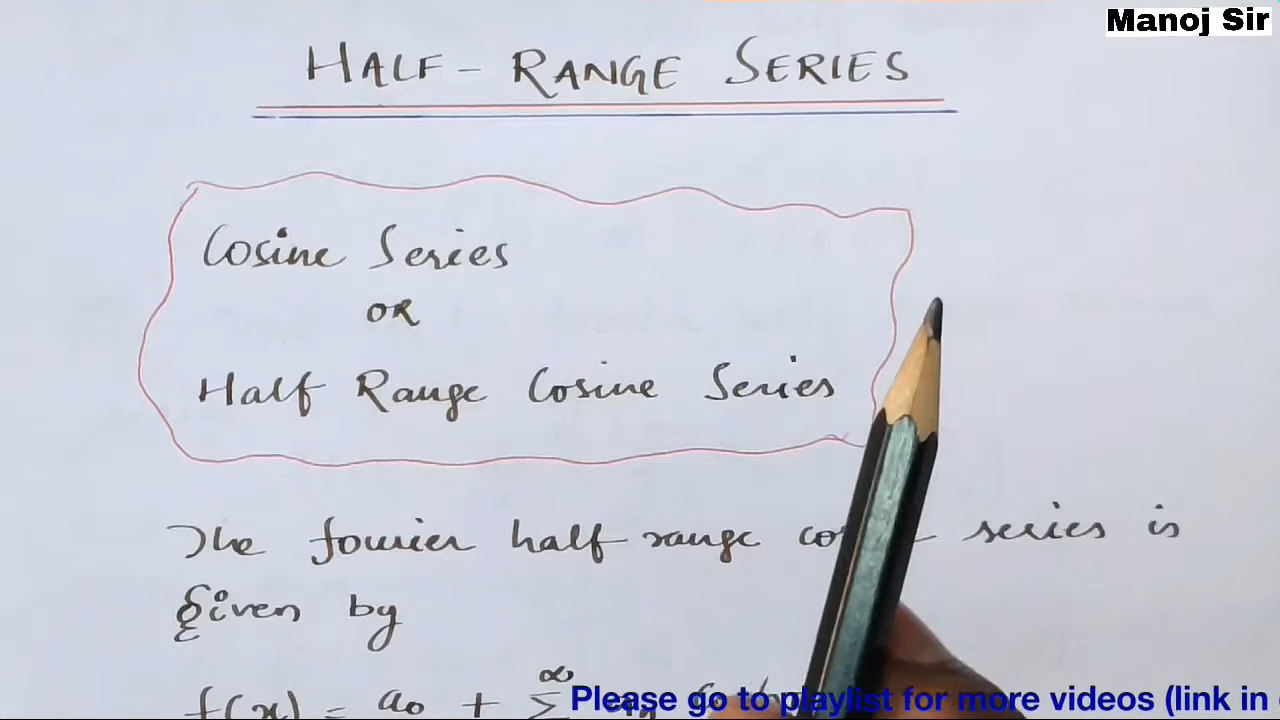 Manoj Sir
HALF-RANGE SERIES
Cosine Series
OR
Half Range Cosine Series
The fourier half range series is
given by
f(x) = a₀ + ∑ ∞
Please go to playlist for more videos (link in